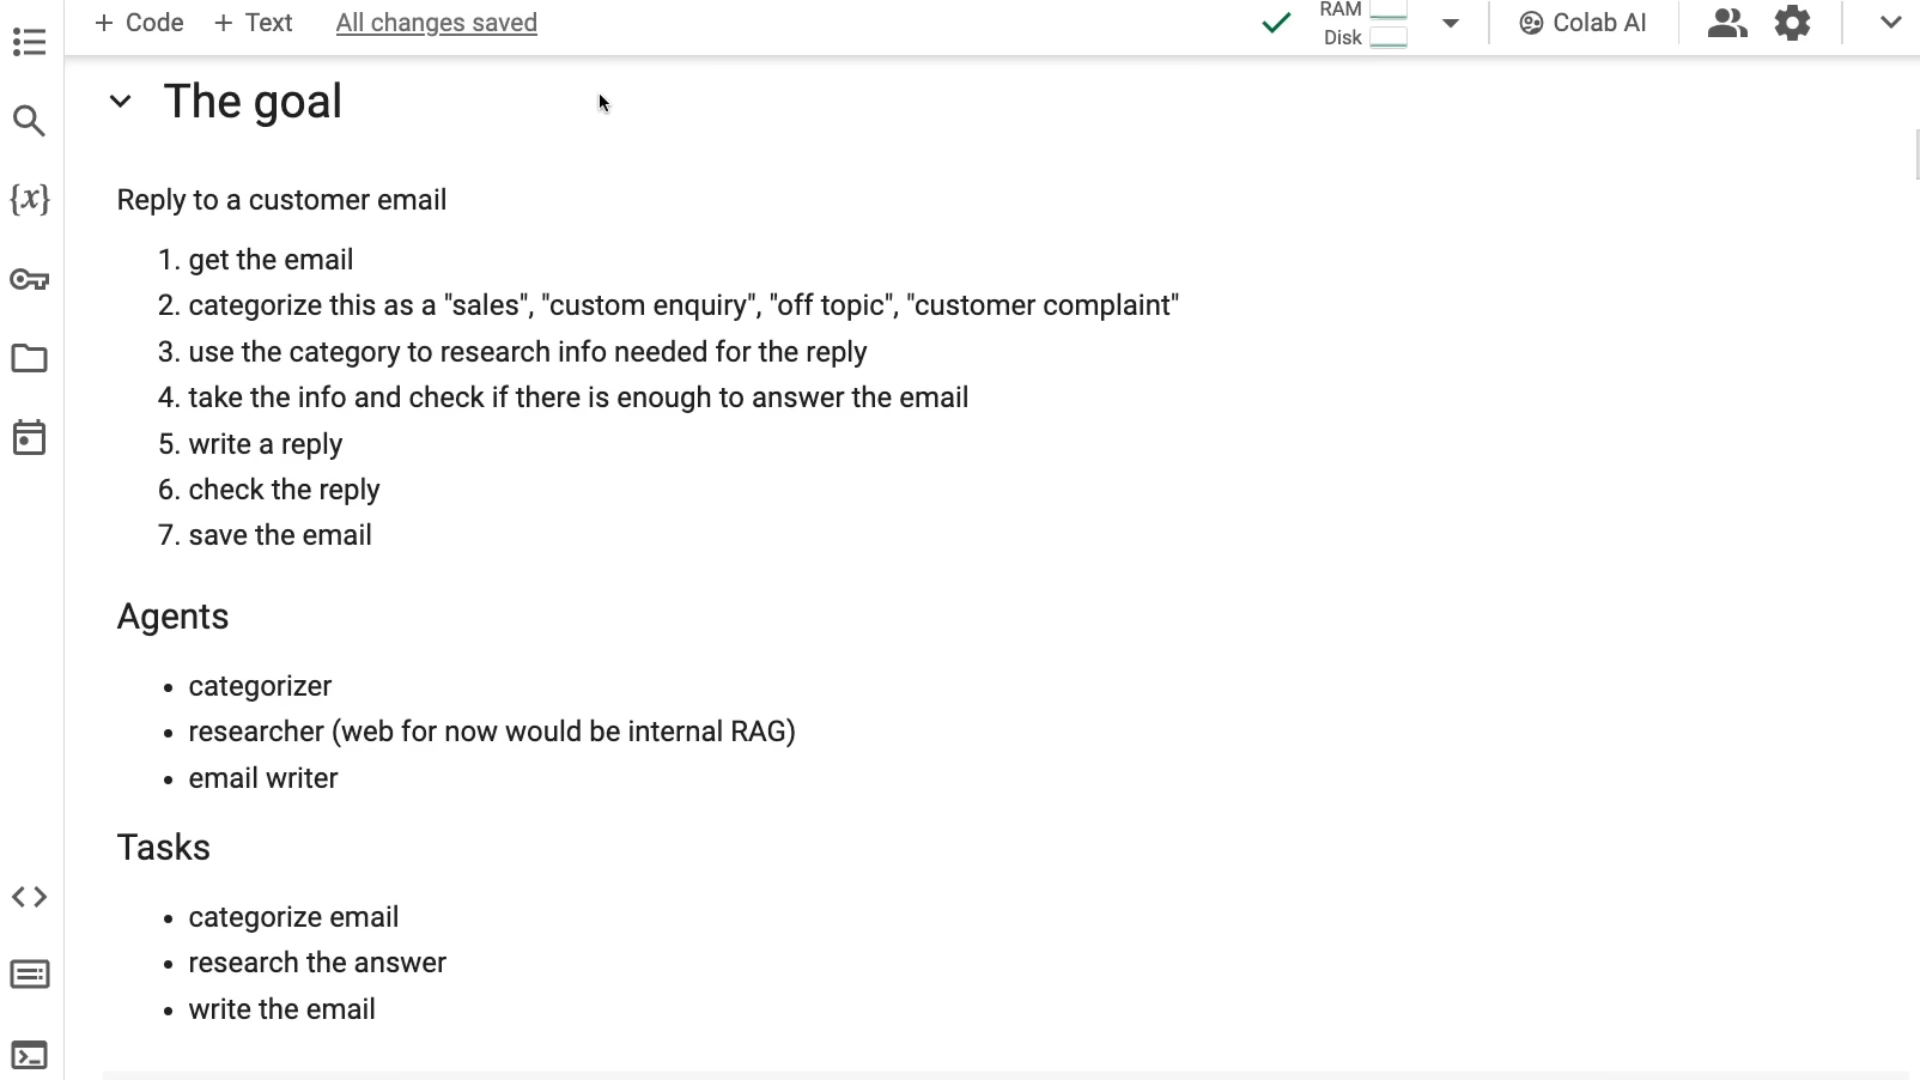 + Code + Text All changes saved RAM Disk Colab AI
The goal
{x}
Reply to a customer email
1. get the email
2. categorize this as a "sales", "custom enquiry", "off topic", "customer complaint"
3. use the category to research info needed for the reply
4. take the info and check if there is enough to answer the email
5. write a reply
6. check the reply
7. save the email
Agents
• categorizer
• researcher (web for now would be internal RAG)
• email writer
Tasks
• categorize email
• research the answer
• write the email